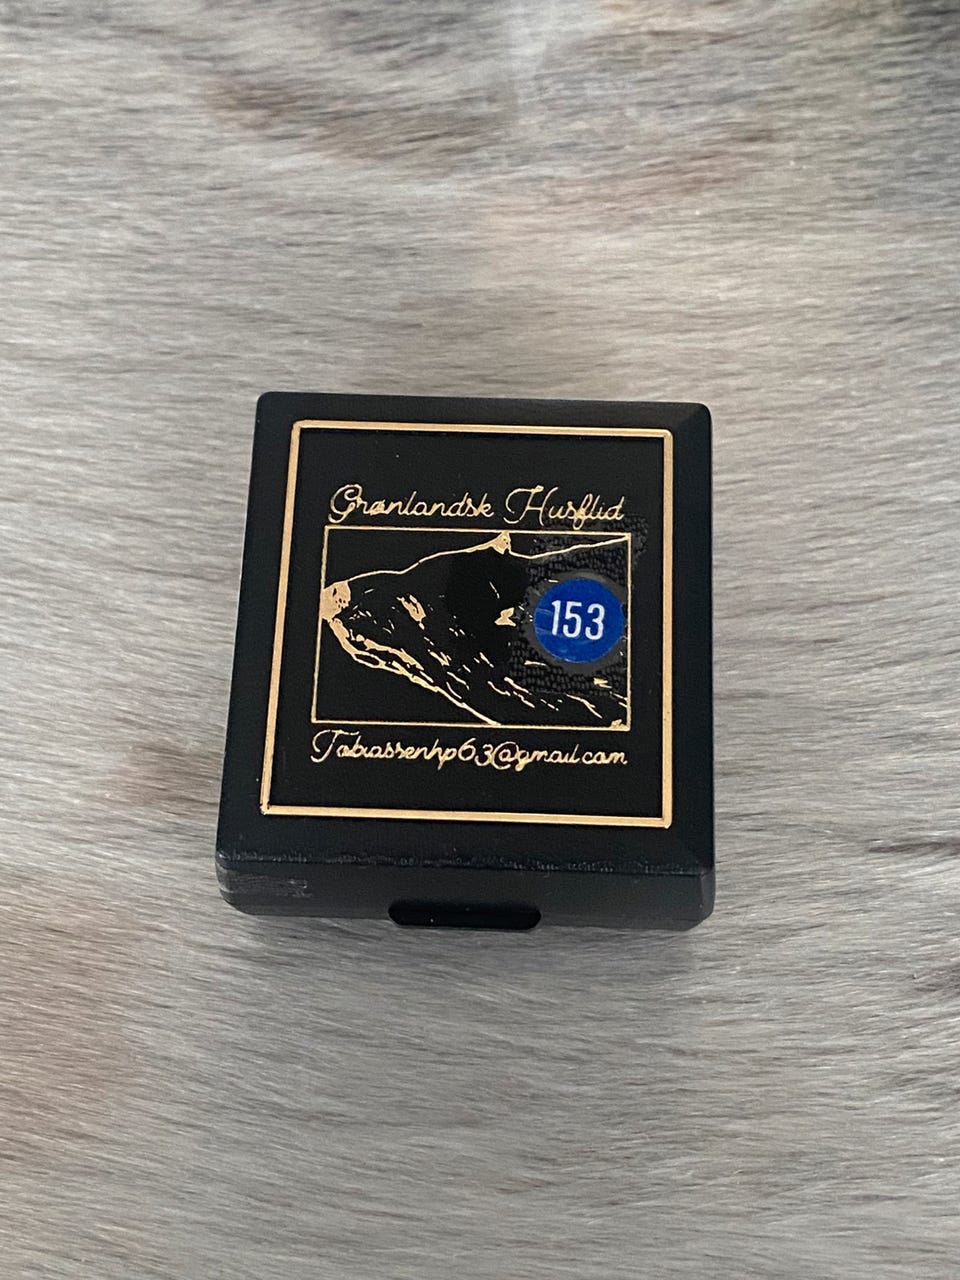 Grønlandsk Husflid
153
Tobiassenhp63@gmail.com